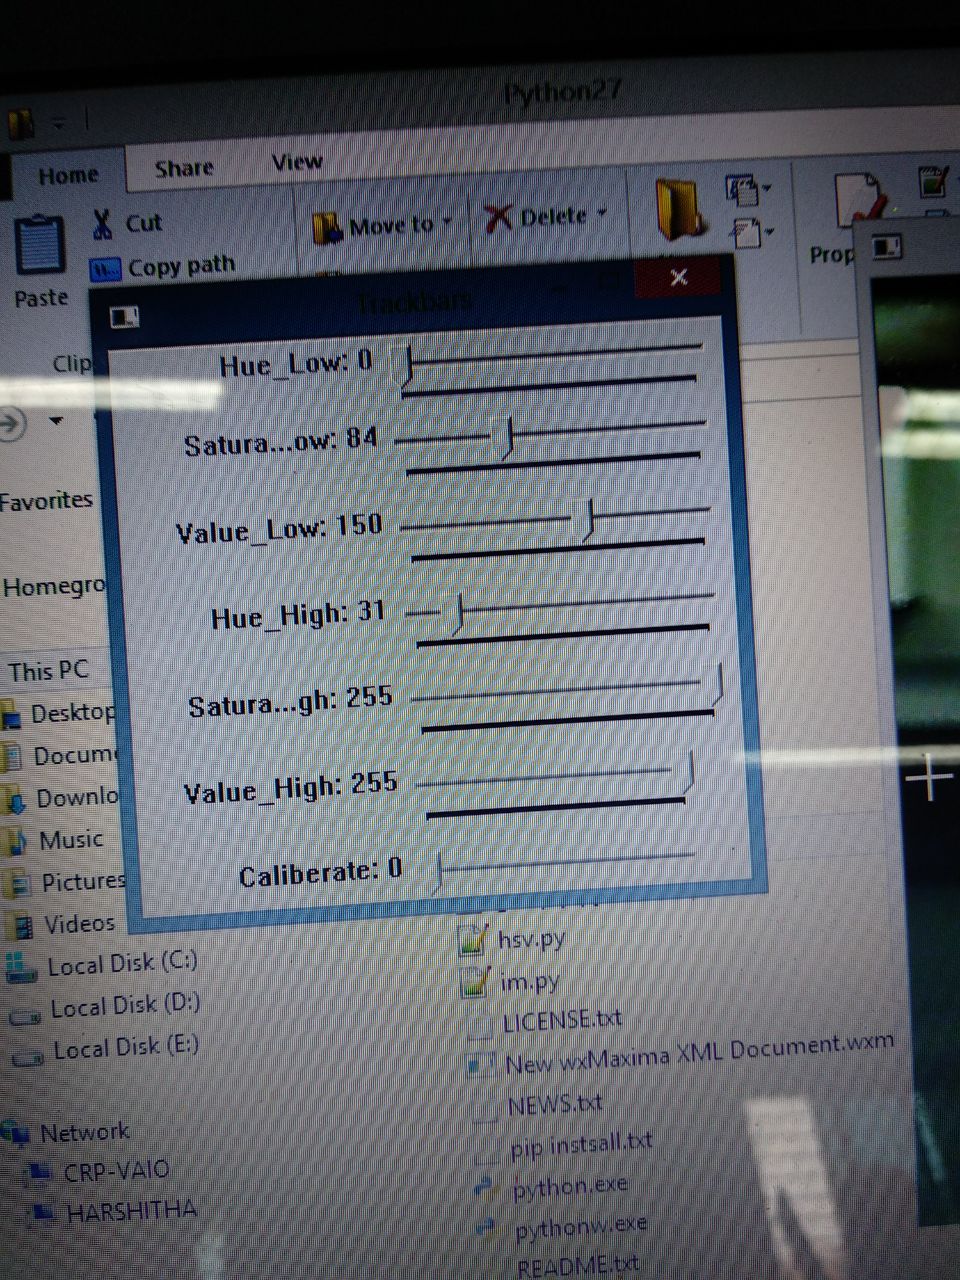 Python27
Home Share View
Cut
Copy path
Paste
Move to
Delete
Prop
Clip
Trackbars
Hue_Low: 0
Satura...ow: 84
Value_Low: 150
Hue_High: 31
Satura...gh: 255
Value_High: 255
Caliberate: 0
Favorites
Homegro
This PC
Desktop
Docum
Downlo
Music
Pictures
Videos
Local Disk (C:)
Local Disk (D:)
Local Disk (E:)
Network
CRP-VAIO
HARSHITHA
hsv.py
im.py
LICENSE.txt
New wxMaxima XML Document.wxm
NEWS.txt
pip instsall.txt
python.exe
pythonw.exe
README.txt